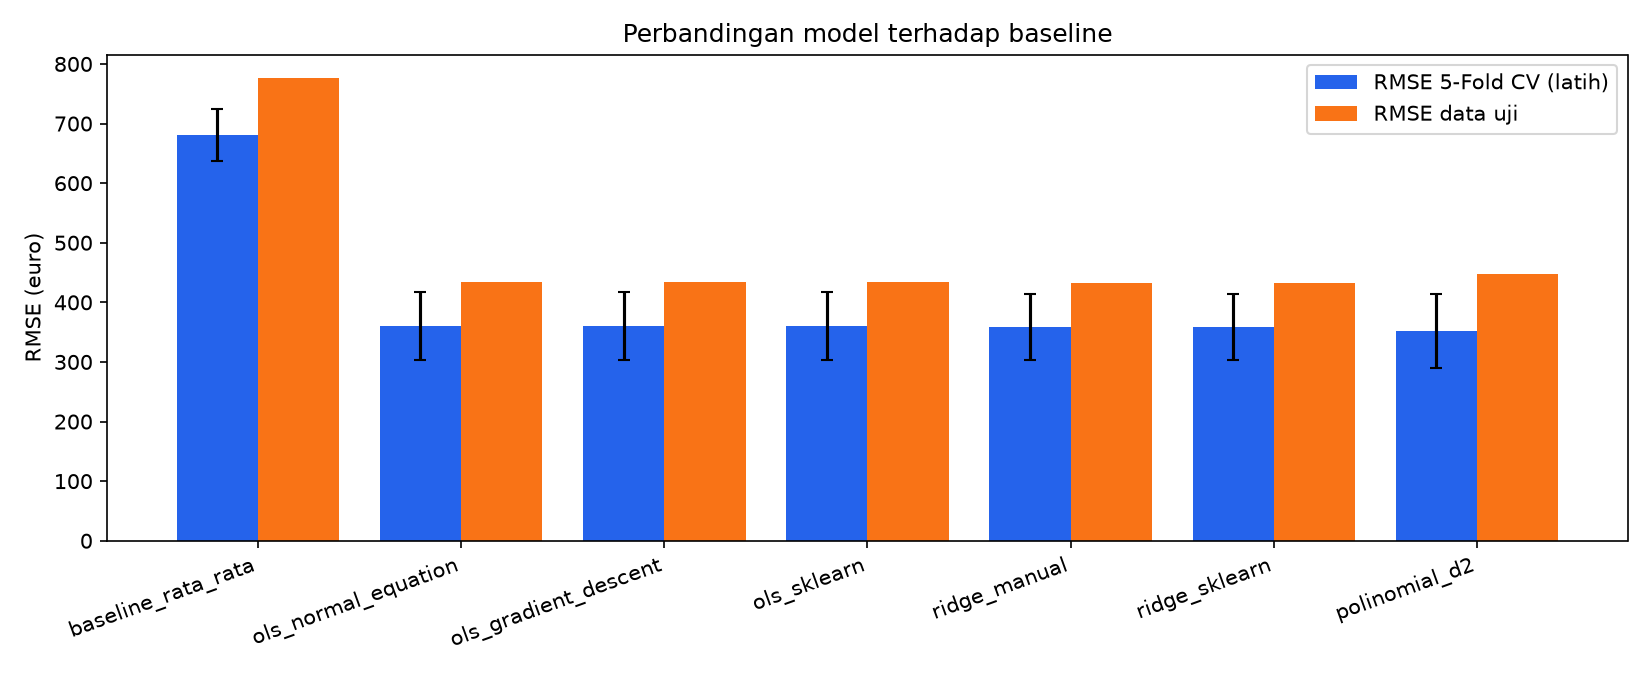 Perbandingan model terhadap baseline
RMSE 5-Fold CV (latih)
RMSE data uji
RMSE (euro)
800
700
600
500
400
300
200
100
0
baseline_rata_rata
ols_normal_equation
ols_gradient_descent
ols_sklearn
ridge_manual
ridge_sklearn
polinomial_d2